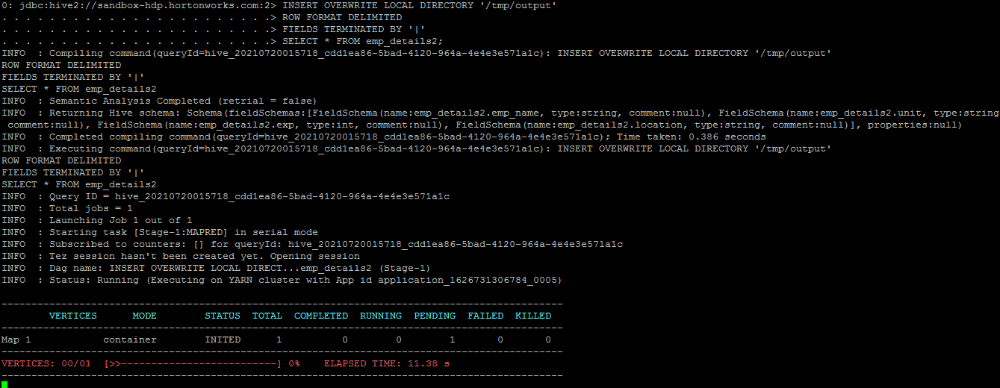 0: jdbc:hive2://sandbox-hdp.hortonworks.com:2> INSERT OVERWRITE LOCAL DIRECTORY '/tmp/output'
. . . . . . . . . . . . . . . . . . . . . . .> ROW FORMAT DELIMITED
. . . . . . . . . . . . . . . . . . . . . . .> FIELDS TERMINATED BY '|'
. . . . . . . . . . . . . . . . . . . . . . .> SELECT * FROM emp_details2;
INFO  : Compiling command(queryId=hive_20210720015718_cdd1ea86-5bad-4120-964a-4e4e3e571a1c): INSERT OVERWRITE LOCAL DIRECTORY '/tmp/output'
ROW FORMAT DELIMITED
FIELDS TERMINATED BY '|'
SELECT * FROM emp_details2
INFO  : Semantic Analysis Completed (retrial = false)
INFO  : Returning Hive schema: Schema(fieldSchemas:[FieldSchema(name:emp_details2.emp_name, type:string, comment:null), FieldSchema(name:emp_details2.unit, type:string
 comment:null), FieldSchema(name:emp_details2.exp, type:int, comment:null), FieldSchema(name:emp_details2.location, type:string, comment:null)], properties:null)
INFO  : Completed compiling command(queryId=hive_20210720015718_cdd1ea86-5bad-4120-964a-4e4e3e571a1c); Time taken: 0.386 seconds
INFO  : Executing command(queryId=hive_20210720015718_cdd1ea86-5bad-4120-964a-4e4e3e571a1c): INSERT OVERWRITE LOCAL DIRECTORY '/tmp/output'
ROW FORMAT DELIMITED
FIELDS TERMINATED BY '|'
SELECT * FROM emp_details2
INFO  : Query ID = hive_20210720015718_cdd1ea86-5bad-4120-964a-4e4e3e571a1c
INFO  : Total jobs = 1
INFO  : Launching Job 1 out of 1
INFO  : Starting task [Stage-1:MAPRED] in serial mode
INFO  : Subscribed to counters: [] for queryId: hive_20210720015718_cdd1ea86-5bad-4120-964a-4e4e3e571a1c
INFO  : Tez session hasn't been created yet. Opening session
INFO  : Dag name: INSERT OVERWRITE LOCAL DIRECT...emp_details2 (Stage-1)
INFO  : Status: Running (Executing on YARN cluster with App id application_1626731306784_0005)
----------------------------------------------------------------------------------------------
        VERTICES      MODE        STATUS  TOTAL  COMPLETED  RUNNING  PENDING  FAILED  KILLED
----------------------------------------------------------------------------------------------
Map 1            container        INITED      1          0        0        1       0       0
----------------------------------------------------------------------------------------------
VERTICES: 00/01  [>>--------------------------] 0%    ELAPSED TIME: 11.38 s
----------------------------------------------------------------------------------------------